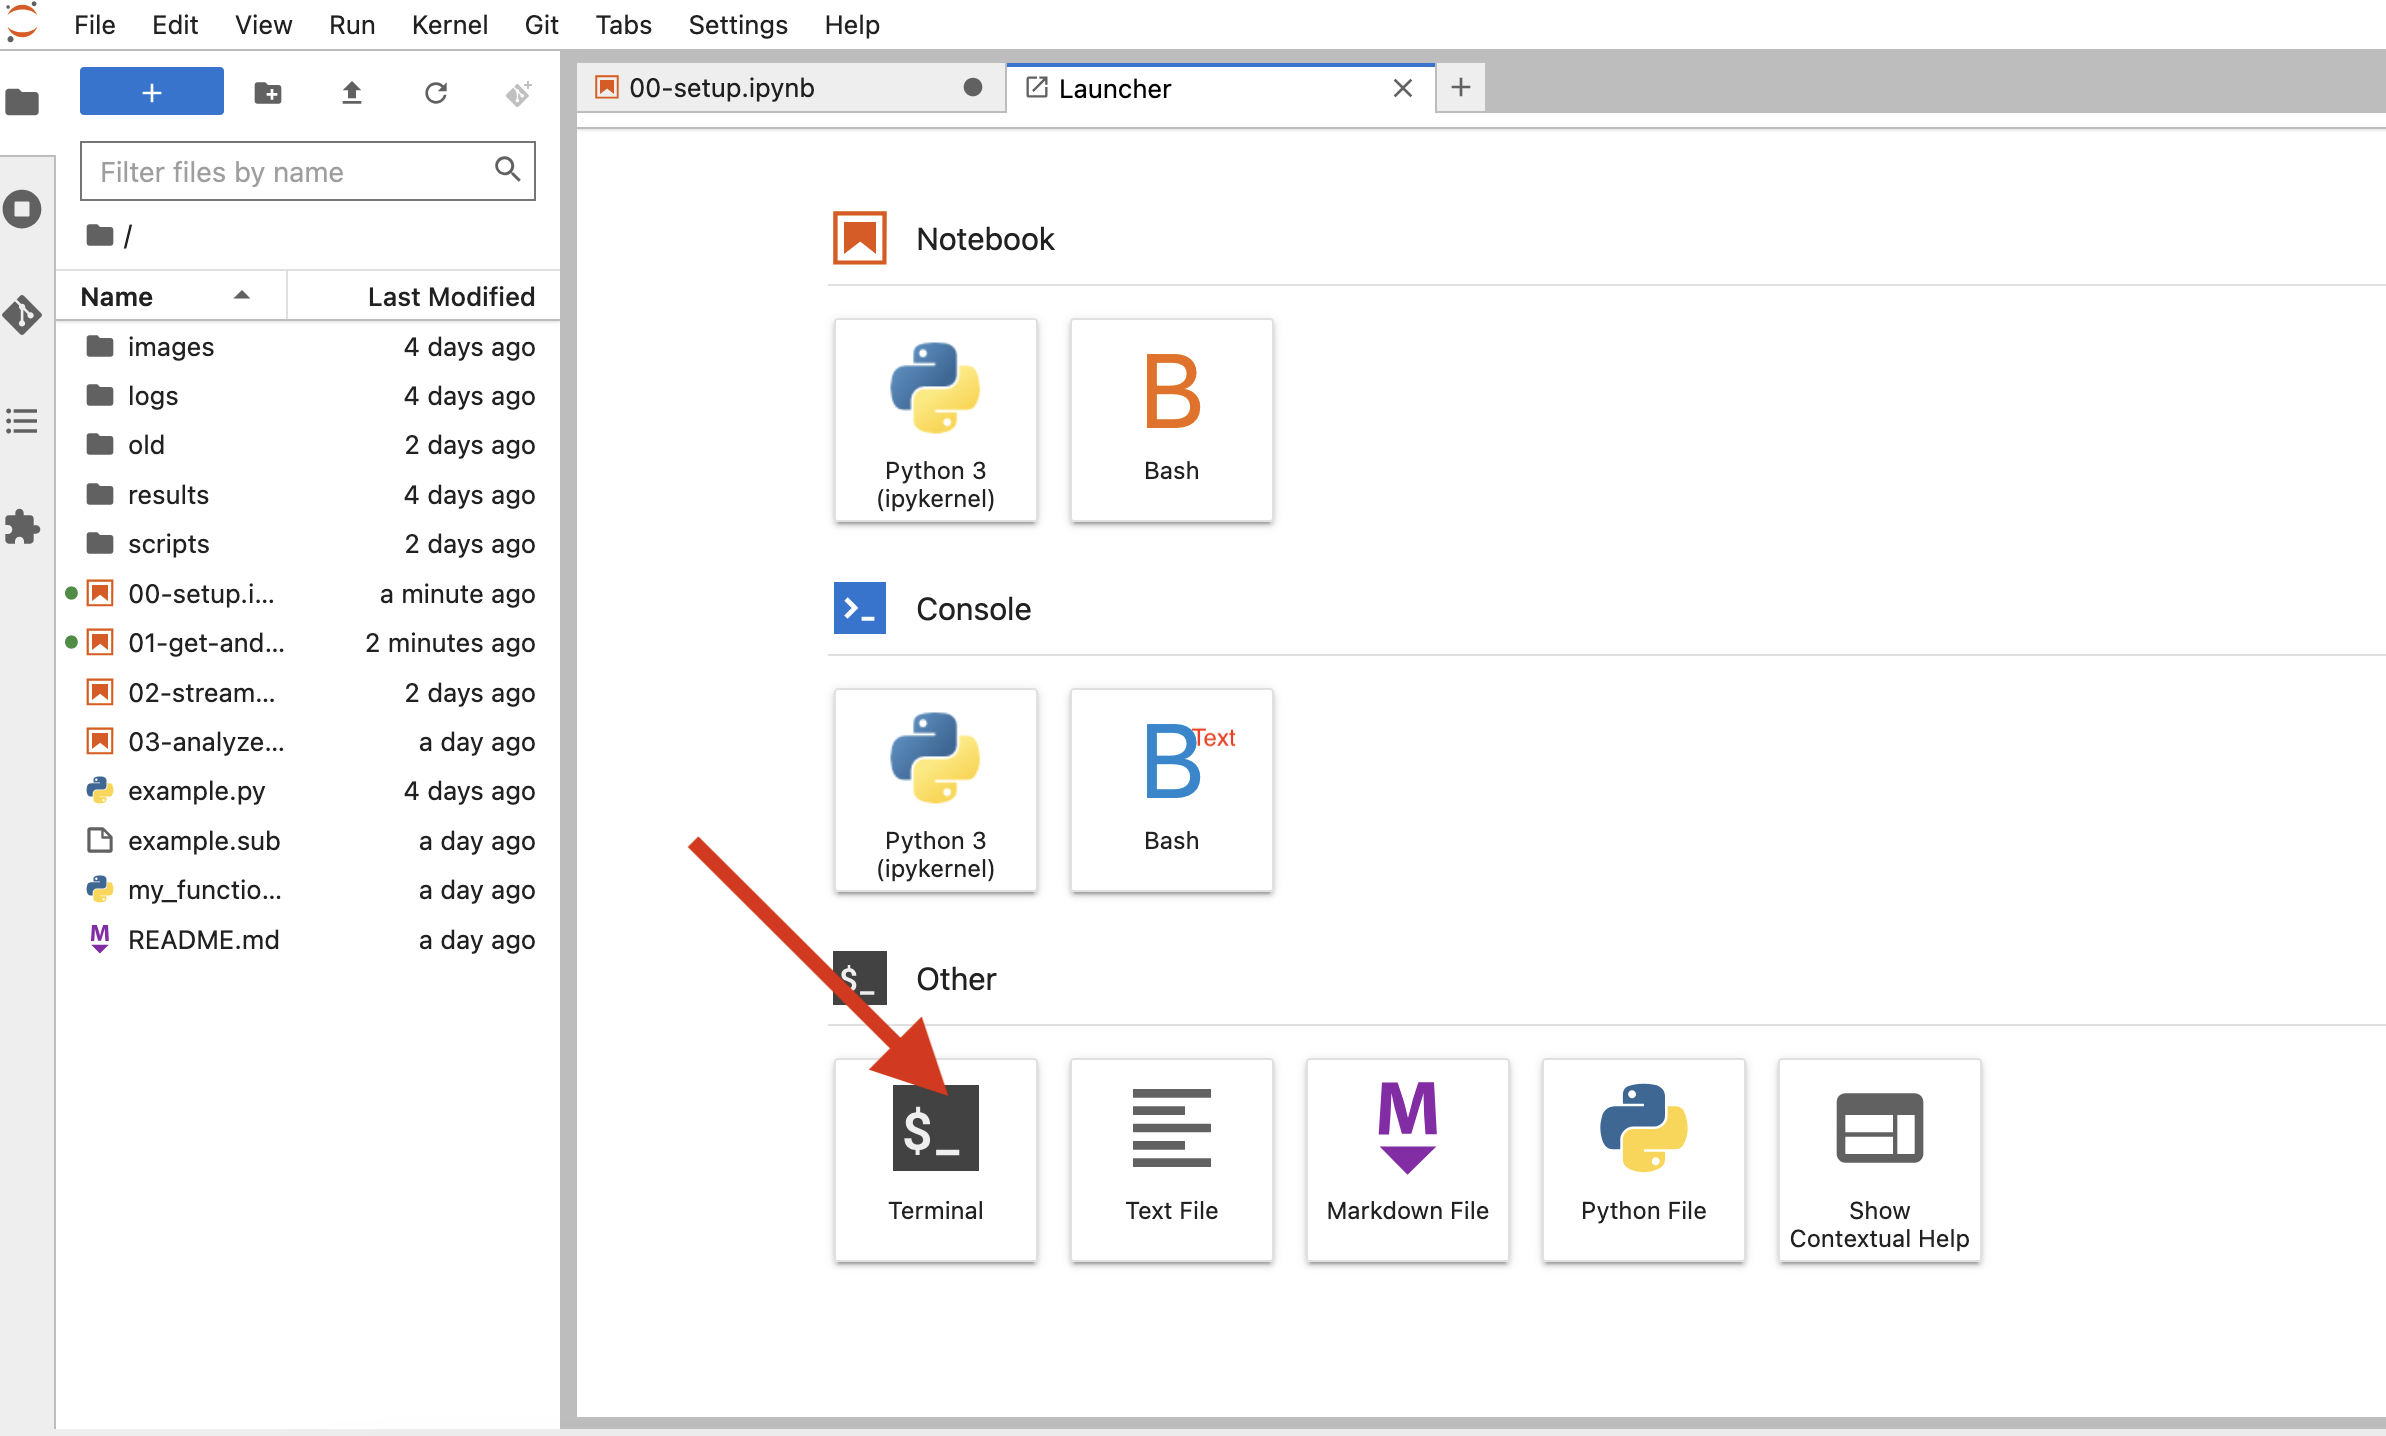 File Edit View Run Kernel Git Tabs Settings Help
+
00-setup.ipynb
Launcher
Filter files by name
/
Name Last Modified
images 4 days ago
logs 4 days ago
old 2 days ago
results 4 days ago
scripts 2 days ago
00-setup.i... a minute ago
01-get-and... 2 minutes ago
02-stream... 2 days ago
03-analyze... a day ago
example.py 4 days ago
example.sub a day ago
my_functio... a day ago
M README.md a day ago
Notebook
B
Python 3
(ipykernel)
Bash
>_ Console
B Text
Python 3
(ipykernel)
Bash
$_ Other
$_
M
Terminal
Text File
Markdown File
Python File
Show
Contextual Help